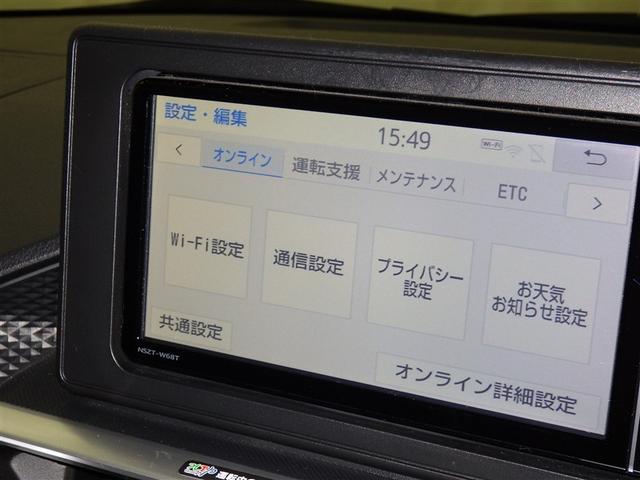 設定・編集
15:49
Wi-Fi
オンライン
運転支援
メンテナンス
ETC
Wi-Fi設定
通信設定
プライバシー
設定
お天気
お知らせ設定
共通設定
オンライン詳細設定
NSZT-W68T
運転中